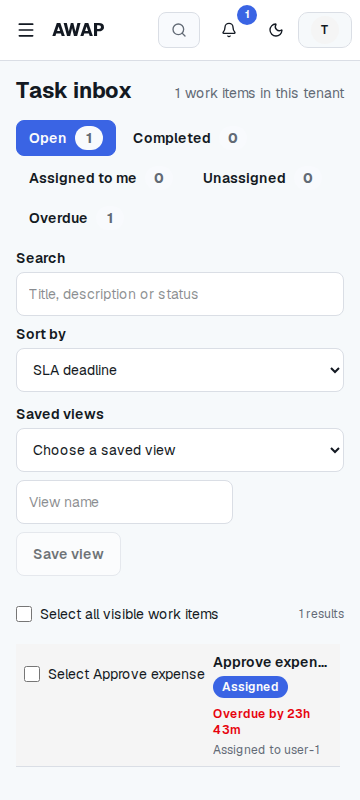 AWAP
1
T
Task inbox
1 work items in this tenant
Open 1
Completed 0
Assigned to me 0
Unassigned 0
Overdue 1
Search
Title, description or status
Sort by
SLA deadline
Saved views
Choose a saved view
View name
Save view
Select all visible work items
1 results
Select Approve expense
Approve expen...
Assigned
Overdue by 23h
43m
Assigned to user-1